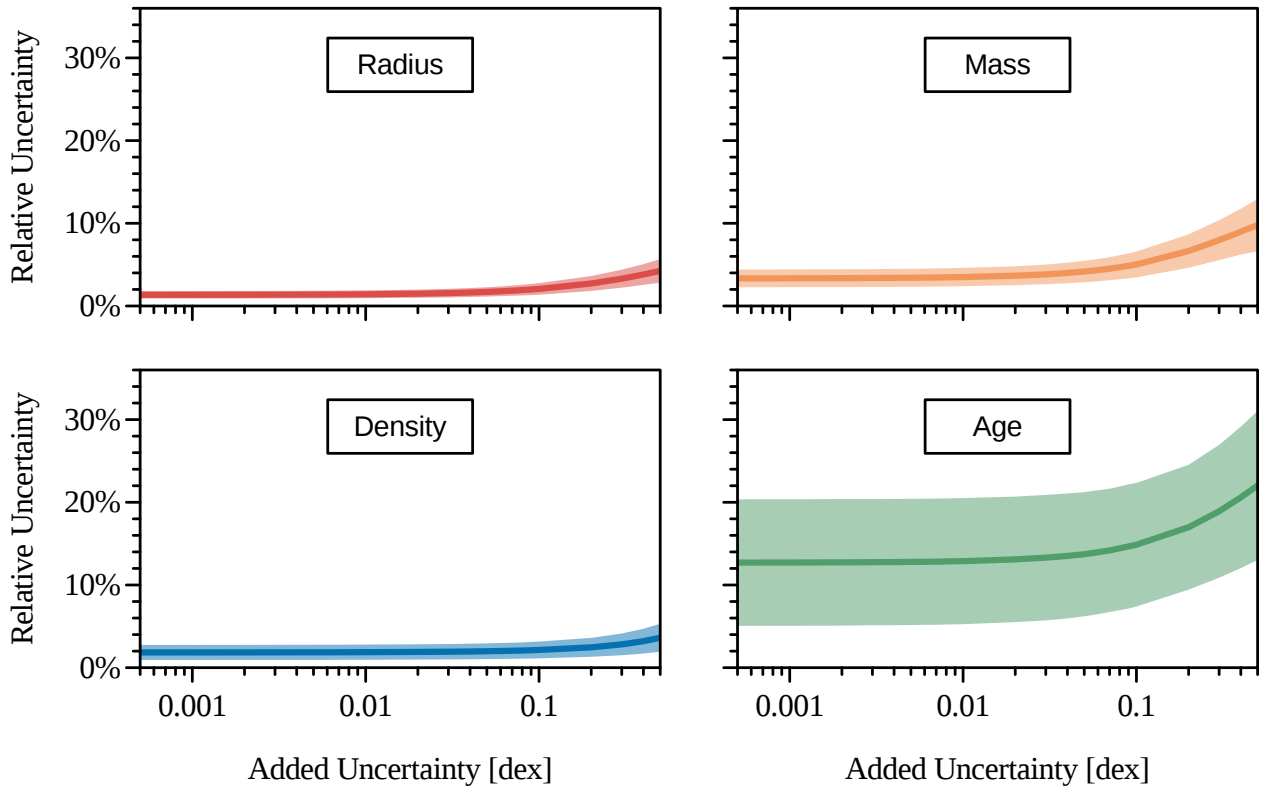 Relative Uncertainty
30%
20%
10%
0%
Radius
Mass
Relative Uncertainty
30%
20%
10%
0%
Density
Age
0.001
0.01
0.1
0.001
0.01
0.1
Added Uncertainty [dex]
Added Uncertainty [dex]